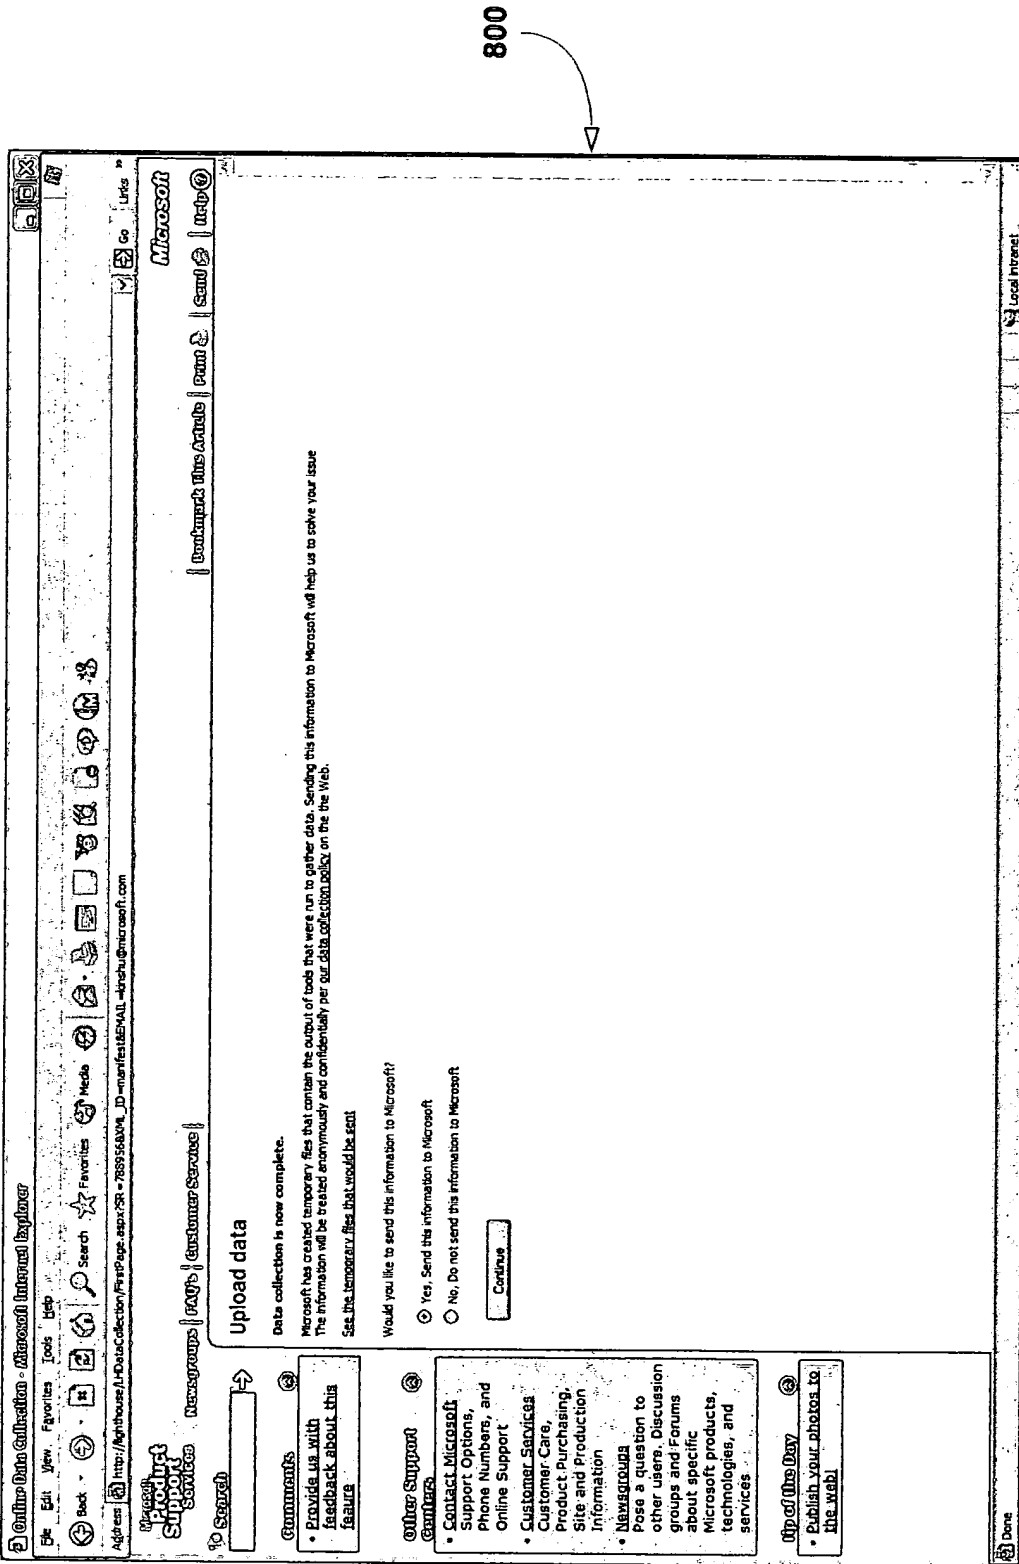 800
Online Data Collection - Microsoft Internet Explorer
File Edit View Favorites Tools Help
Back Search Favorites Media
Address http://lighthouse/LHDataCollection/FirstPage.aspx?SR=788956&XML_ID=manifest&EMAIL=kinshu@microsoft.com Go Links »
Microsoft
Product
Support
Services
Microsoft
Newsgroups | FAQ's | Customer Service |
| Bookmark This Article | Print | Send | Help
Search
Comments
• Provide us with
feedback about this
feaure
Other Support
Centers
• Contact Microsoft
Support Options,
Phone Numbers, and
Online Support
• Customer Services
Customer Care,
Product Purchasing,
Site and Production
Information
• Newsgroups
Pose a question to
other users. Discussion
groups and Forums
about specific
Microsoft products,
technologies, and
services
Tip of the Day
• Publish your photos to
the web!
Upload data
Data collection is now complete.
Microsoft has created temporary files that contain the output of tools that were run to gather data. Sending this information to Microsoft will help us to solve your issue
The information will be treated anonymously and confidentially per our data collection policy on the the Web.
See the temporary files that would be sent
Would you like to send this information to Microsoft?
Yes, Send this information to Microsoft
No, Do not send this information to Microsoft
Continue
Done
Local intranet